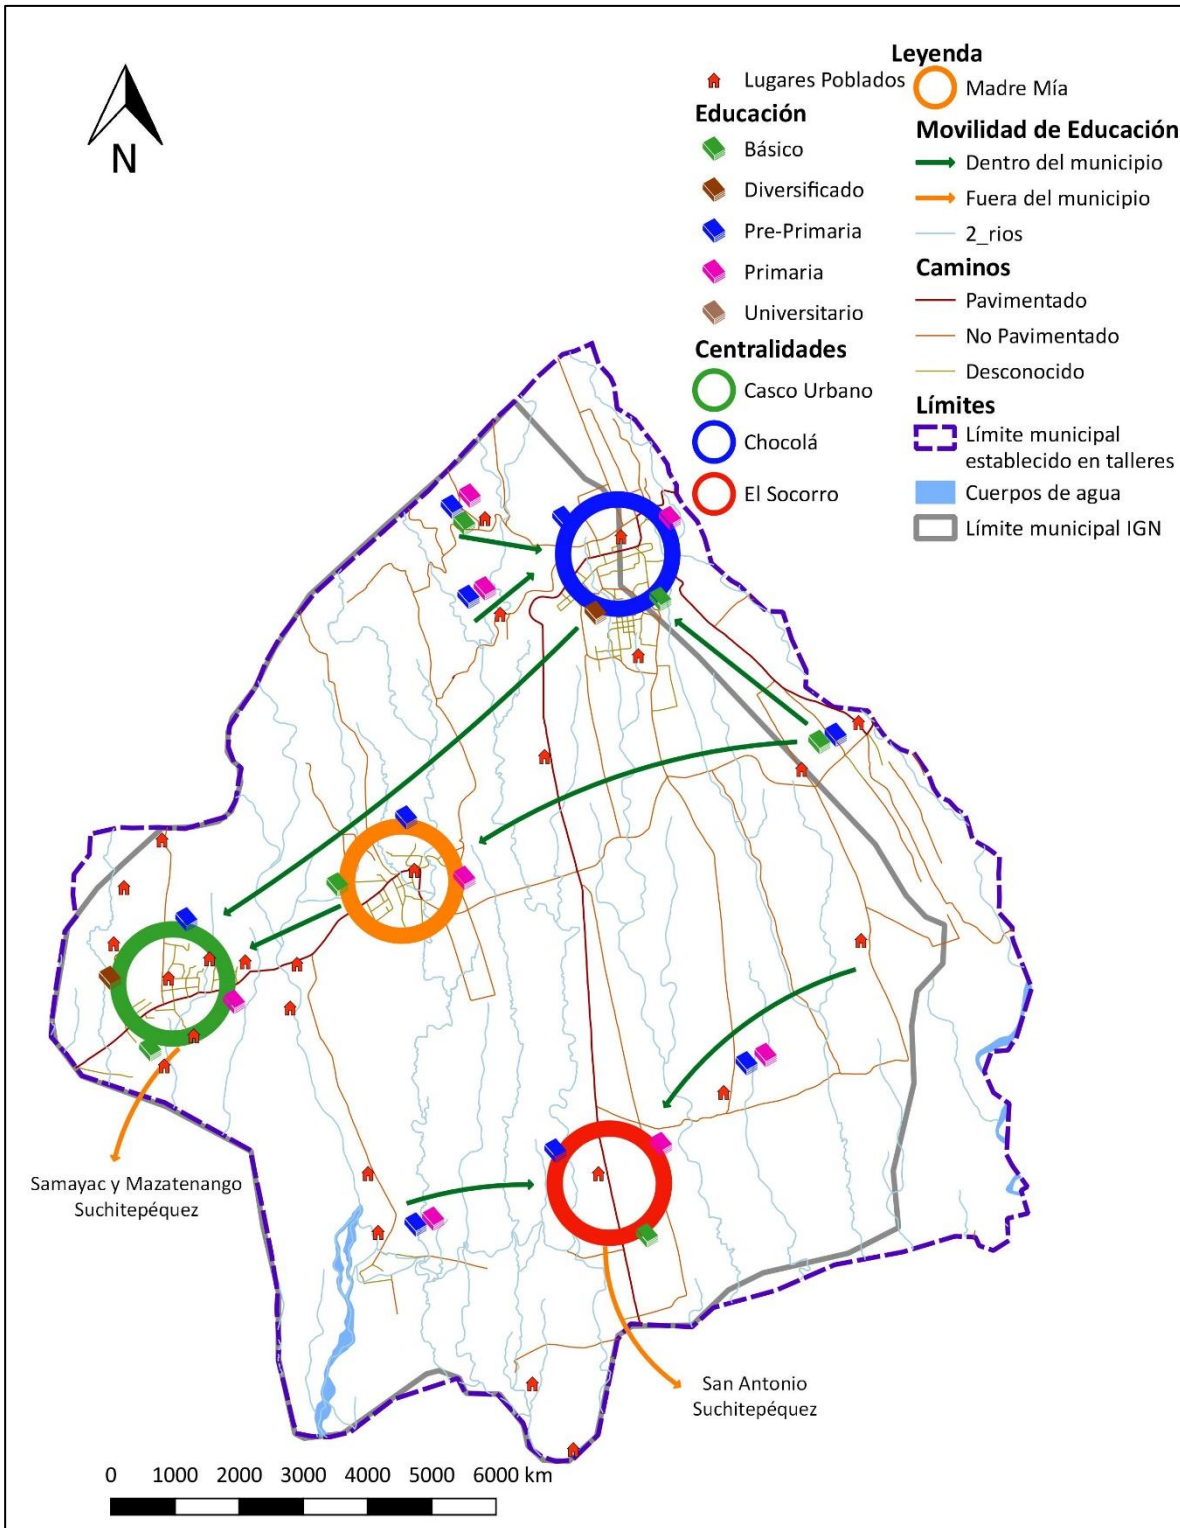 N
Leyenda
Lugares Poblados
Educación
Básico
Diversificado
Pre-Primaria
Primaria
Universitario
Centralidades
Casco Urbano
Chocolá
El Socorro
Madre Mía
Movilidad de Educación
Dentro del municipio
Fuera del municipio
2_rios
Caminos
Pavimentado
No Pavimentado
Desconocido
Límites
Límite municipal
establecido en talleres
Cuerpos de agua
Límite municipal IGN
Samayac y Mazatenango
Suchitepéquez
San Antonio
Suchitepéquez
0 1000 2000 3000 4000 5000 6000 km